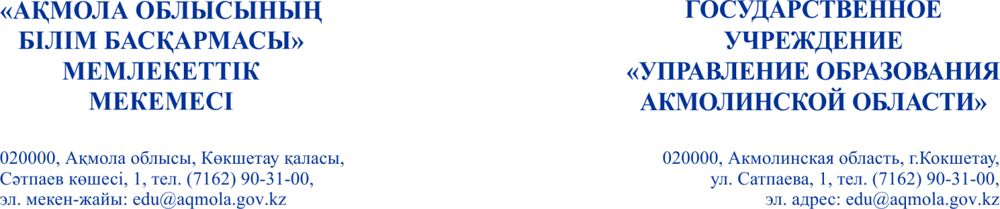 «АҚМОЛА ОБЛЫСЫНЫҢ
БІЛІМ БАСҚАРМАСЫ»
МЕМЛЕКЕТТІК
МЕКЕМЕСІ
020000, Ақмола облысы, Көкшетау қаласы,
Сәтпаев көшесі, 1, тел. (7162) 90-31-00,
эл. мекен-жайы: edu@aqmola.gov.kz
ГОСУДАРСТВЕННОЕ
УЧРЕЖДЕНИЕ
«УПРАВЛЕНИЕ ОБРАЗОВАНИЯ
АКМОЛИНСКОЙ ОБЛАСТИ»
020000, Акмолинская область, г.Кокшетау,
ул. Сатпаева, 1, тел. (7162) 90-31-00,
эл. адрес: edu@aqmola.gov.kz